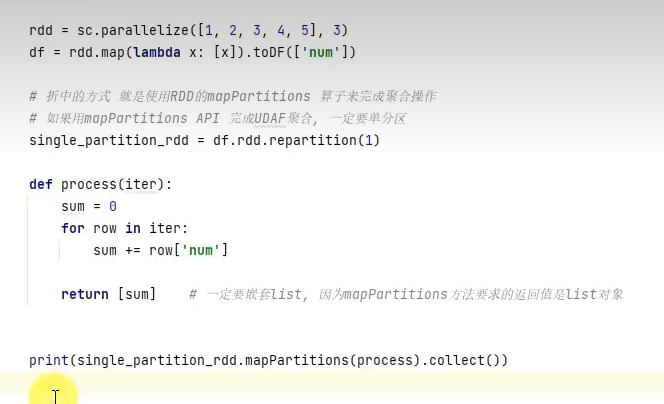 rdd = sc.parallelize([1, 2, 3, 4, 5], 3)
df = rdd.map(lambda x: [x]).toDF(['num'])
# 折中的方式 就是使用RDD的mapPartitions 算子来完成聚合操作
# 如果用mapPartitions API 完成UDAF聚合, 一定要单分区
single_partition_rdd = df.rdd.repartition(1)
def process(iter):
sum = 0
for row in iter:
sum += row['num']
return [sum]    # 一定要嵌套list, 因为mapPartitions方法要求的返回值是list对象
print(single_partition_rdd.mapPartitions(process).collect())